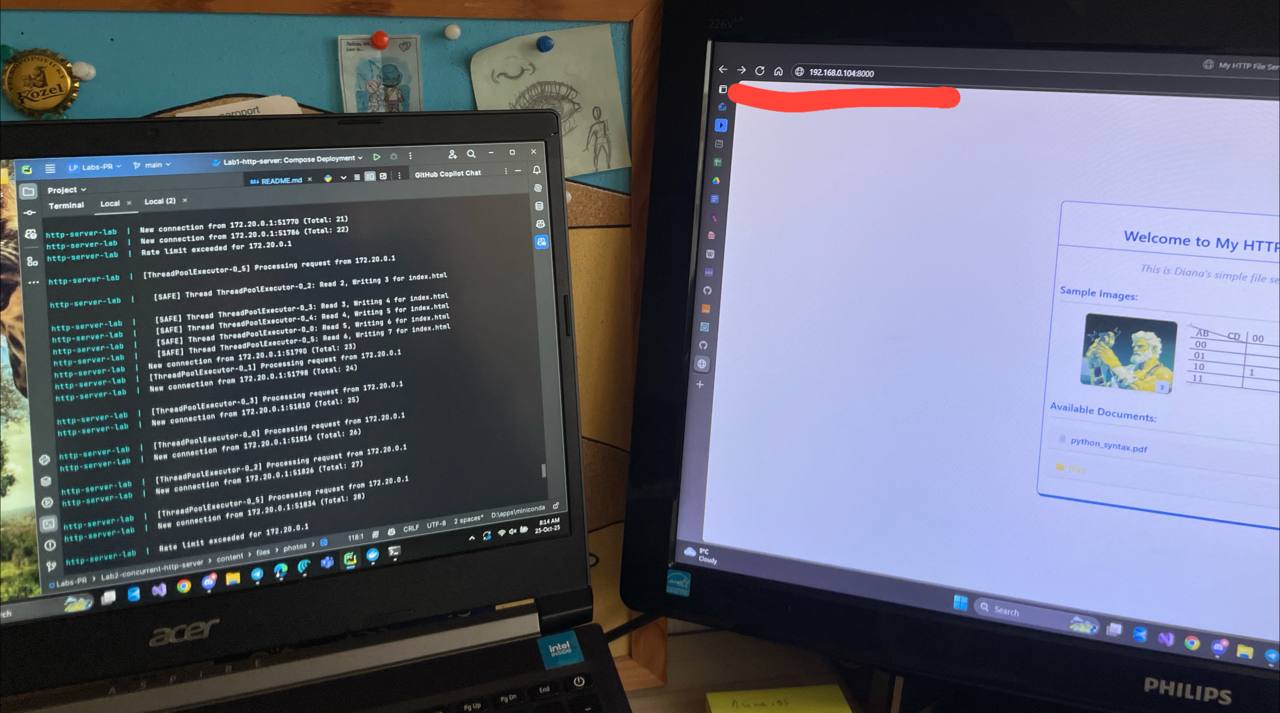 KOZEL
LP Labs-PR
main
Lab1-http-server: Compose Deployment
Project
README.md
GitHub Copilot Chat
Terminal
Local
Local (2)
http-server-lab | New connection from 172.20.0.1:51770 (Total: 21)
http-server-lab | New connection from 172.20.0.1:51786 (Total: 22)
http-server-lab | Rate limit exceeded for 172.20.0.1
http-server-lab | [ThreadPoolExecutor-0_5] Processing request from 172.20.0.1
http-server-lab | [SAFE] Thread ThreadPoolExecutor-0_2: Read 2, Writing 3 for index.html
http-server-lab | [SAFE] Thread ThreadPoolExecutor-0_3: Read 3, Writing 4 for index.html
http-server-lab | [SAFE] Thread ThreadPoolExecutor-0_4: Read 4, Writing 5 for index.html
http-server-lab | [SAFE] Thread ThreadPoolExecutor-0_0: Read 5, Writing 6 for index.html
http-server-lab | [SAFE] Thread ThreadPoolExecutor-0_5: Read 6, Writing 7 for index.html
http-server-lab | New connection from 172.20.0.1:51790 (Total: 23)
http-server-lab | [ThreadPoolExecutor-0_1] Processing request from 172.20.0.1
http-server-lab | New connection from 172.20.0.1:51798 (Total: 24)
http-server-lab | [ThreadPoolExecutor-0_3] Processing request from 172.20.0.1
http-server-lab | New connection from 172.20.0.1:51810 (Total: 25)
http-server-lab | [ThreadPoolExecutor-0_0] Processing request from 172.20.0.1
http-server-lab | New connection from 172.20.0.1:51816 (Total: 26)
http-server-lab | [ThreadPoolExecutor-0_2] Processing request from 172.20.0.1
http-server-lab | New connection from 172.20.0.1:51826 (Total: 27)
http-server-lab | [ThreadPoolExecutor-0_5] Processing request from 172.20.0.1
http-server-lab | New connection from 172.20.0.1:51834 (Total: 28)
http-server-lab | Rate limit exceeded for 172.20.0.1
118:1 CRLF UTF-8 2 spaces* D:\apps\miniconda
Labs-PR > Lab2-concurrent-http-server > content > files > photos
8:14 AM
25-Oct-25
acer
ASPIRE
intel
INSIDE
Pg Up
Pg Dn
End
226V
192.168.0.104:8000
My HTTP File Ser
Welcome to My HTTP
This is Diana's simple file se
Sample Images:
AB CD 00
00
01
10 1
11
Available Documents:
python_syntax.pdf
9°C
Cloudy
Search
PHILIPS